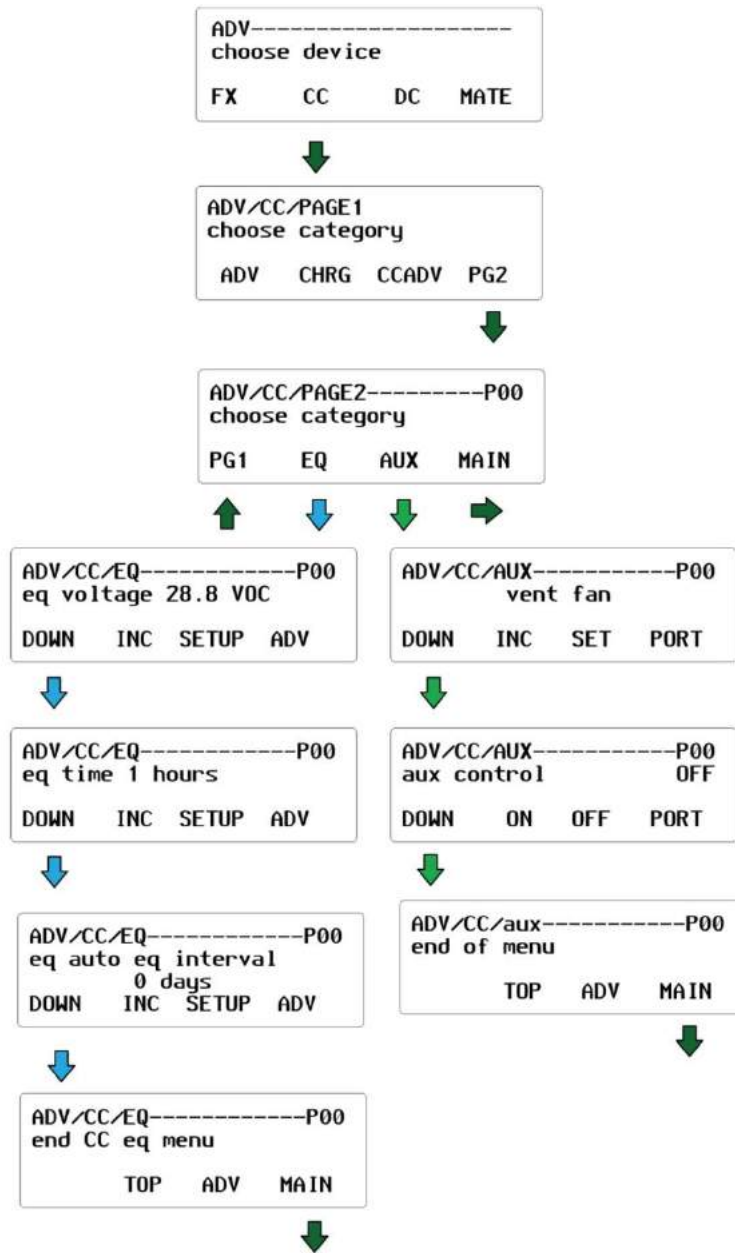 ADV---------------------
choose device
FX CC DC MATE
ADV/CC/PAGE1
choose category
ADV CHRG CCADV PG2
ADV/CC/PAGE2---------P00
choose category
PG1 EQ AUX MAIN
ADV/CC/EQ------------P00
eq voltage 28.8 VOC
DOWN INC SETUP ADV
ADV/CC/EQ------------P00
eq time 1 hours
DOWN INC SETUP ADV
ADV/CC/EQ------------P00
eq auto eq interval
0 days
DOWN INC SETUP ADV
ADV/CC/EQ------------P00
end CC eq menu
TOP ADV MAIN
ADV/CC/AUX-----------P00
vent fan
DOWN INC SET PORT
ADV/CC/AUX-----------P00
aux control OFF
DOWN ON OFF PORT
ADV/CC/aux-----------P00
end of menu
TOP ADV MAIN